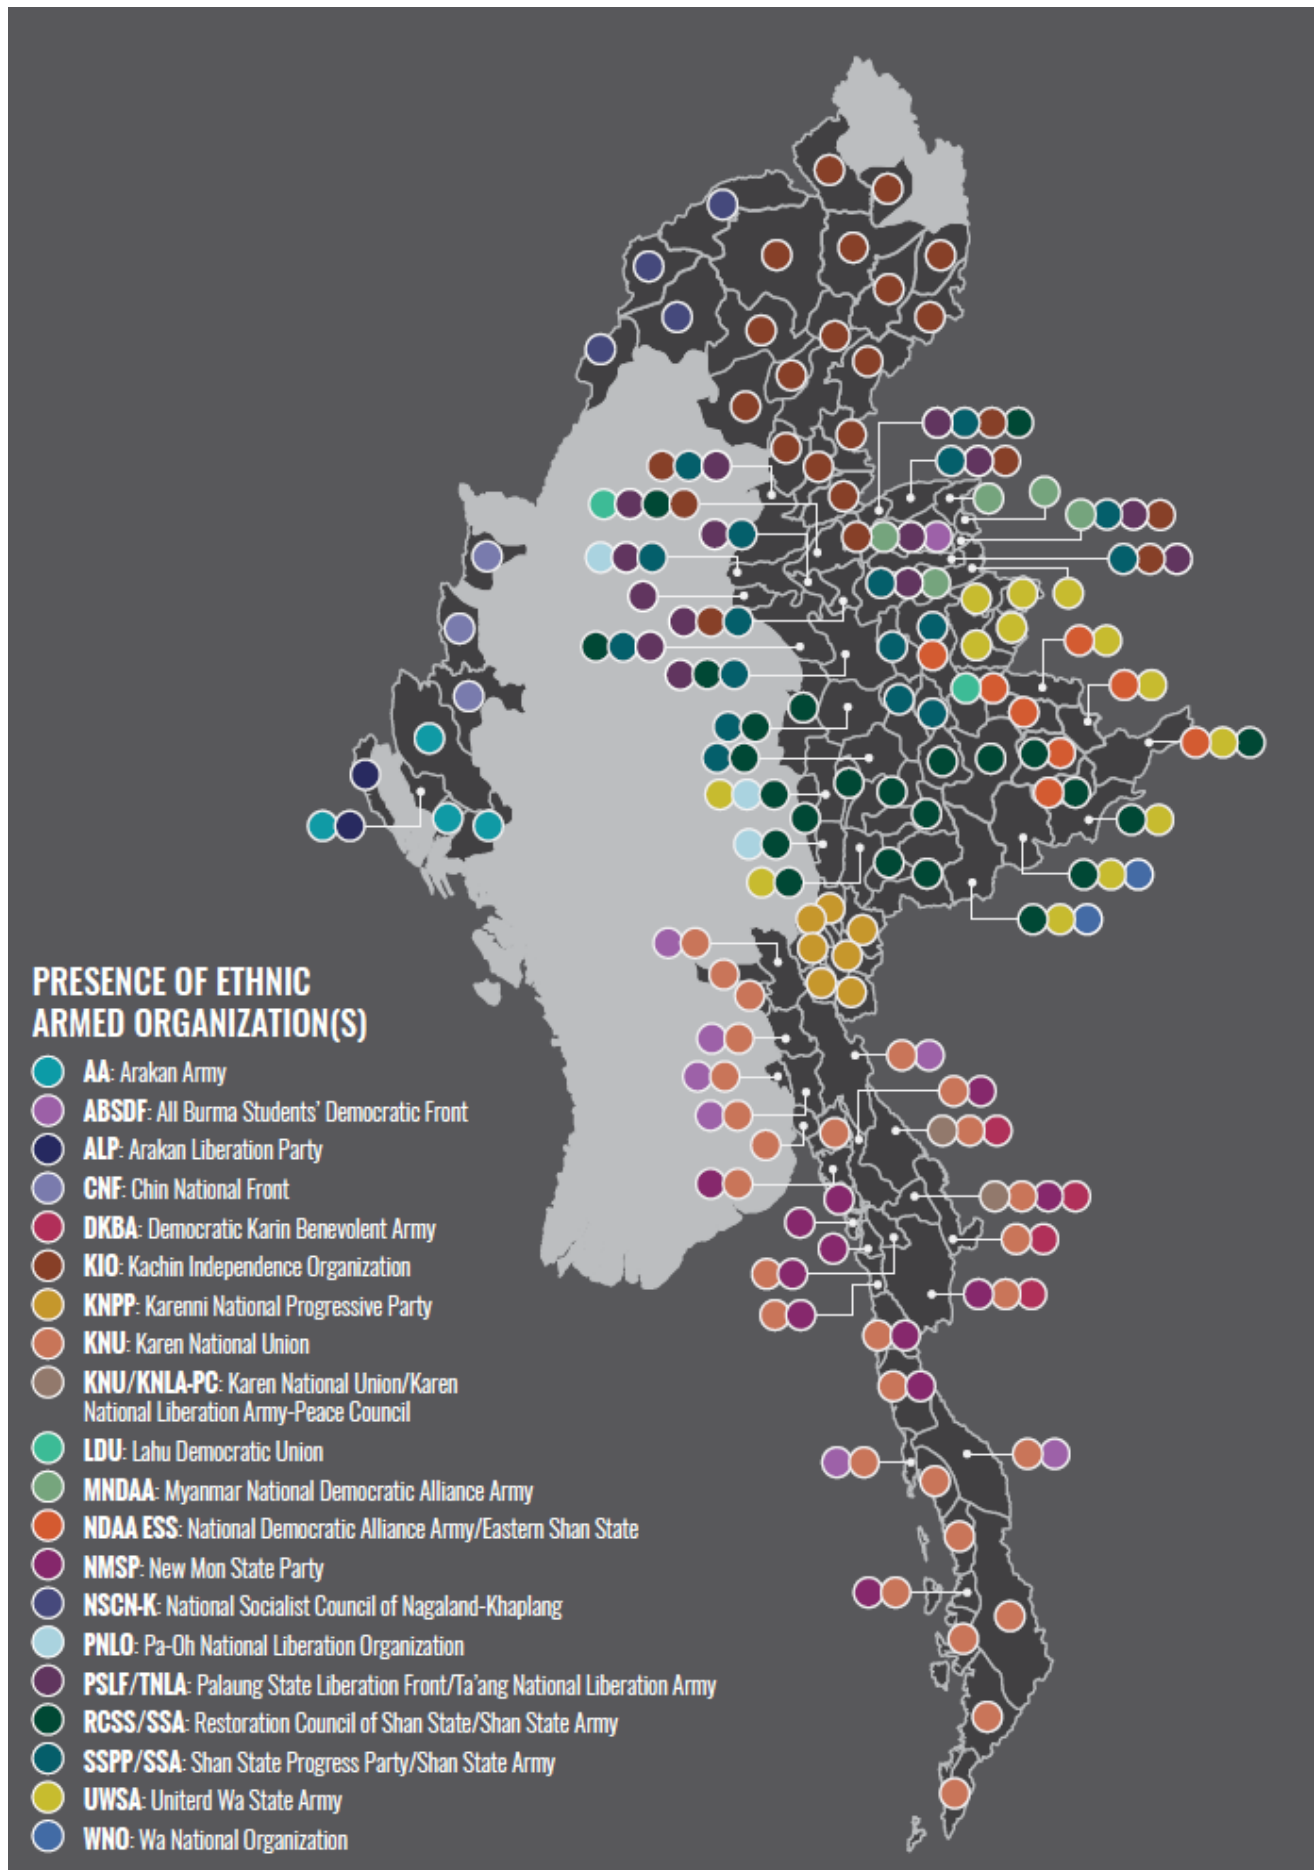 PRESENCE OF ETHNIC
ARMED ORGANIZATION(S)
AA: Arakan Army
ABSDF: All Burma Students' Democratic Front
ALP: Arakan Liberation Party
CNF: Chin National Front
DKBA: Democratic Karin Benevolent Army
KIO: Kachin Independence Organization
KNPP: Karenni National Progressive Party
KNU: Karen National Union
KNU/KNLA-PC: Karen National Union/Karen
National Liberation Army-Peace Council
LDU: Lahu Democratic Union
MNDAA: Myanmar National Democratic Alliance Army
NDAA ESS: National Democratic Alliance Army/Eastern Shan State
NMSP: New Mon State Party
NSCN-K: National Socialist Council of Nagaland-Khaplang
PNLO: Pa-Oh National Liberation Organization
PSLF/TNLA: Palaung State Liberation Front/Ta'ang National Liberation Army
RCSS/SSA: Restoration Council of Shan State/Shan State Army
SSPP/SSA: Shan State Progress Party/Shan State Army
UWSA: Uniterd Wa State Army
WNO: Wa National Organization